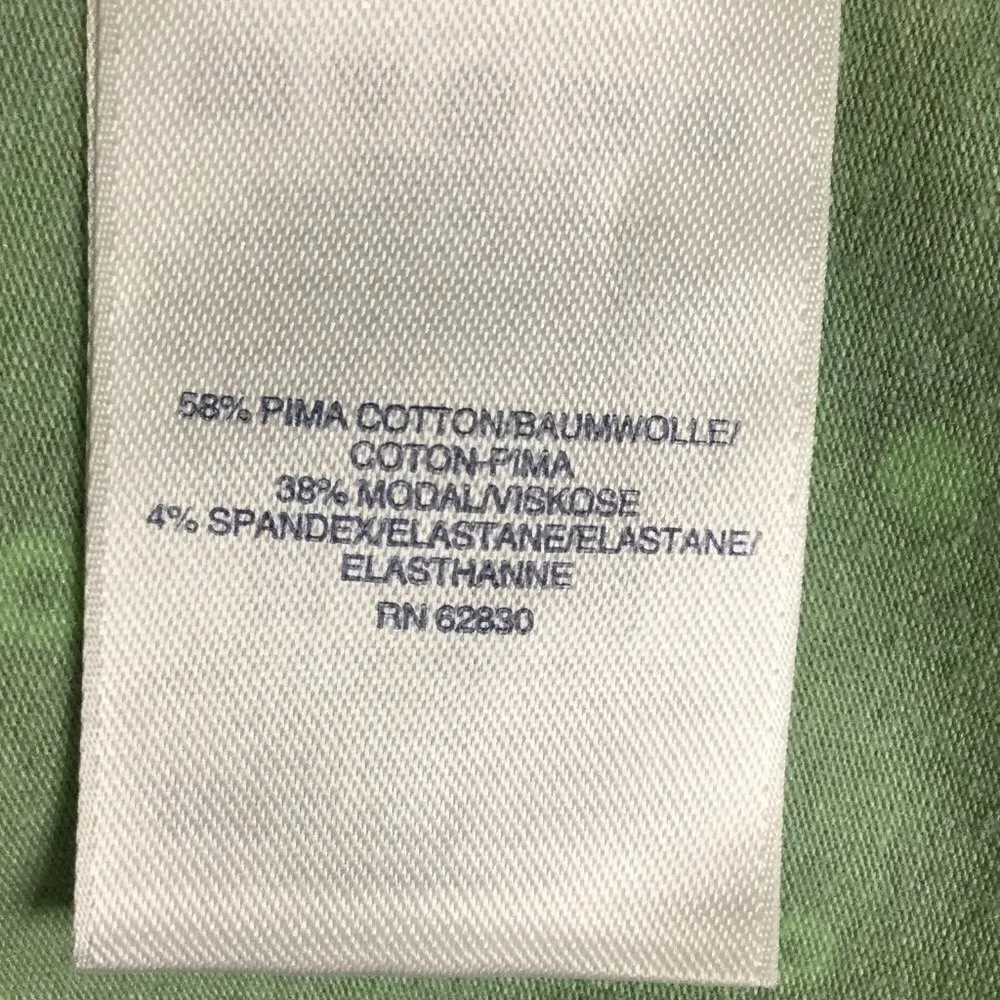 58% PIMA COTTON/BAUMWOLLE/
COTON-PIMA
38% MODAL/VISKOSE
4% SPANDEX/ELASTANE/ELASTANE/
ELASTHANNE
RN 62830